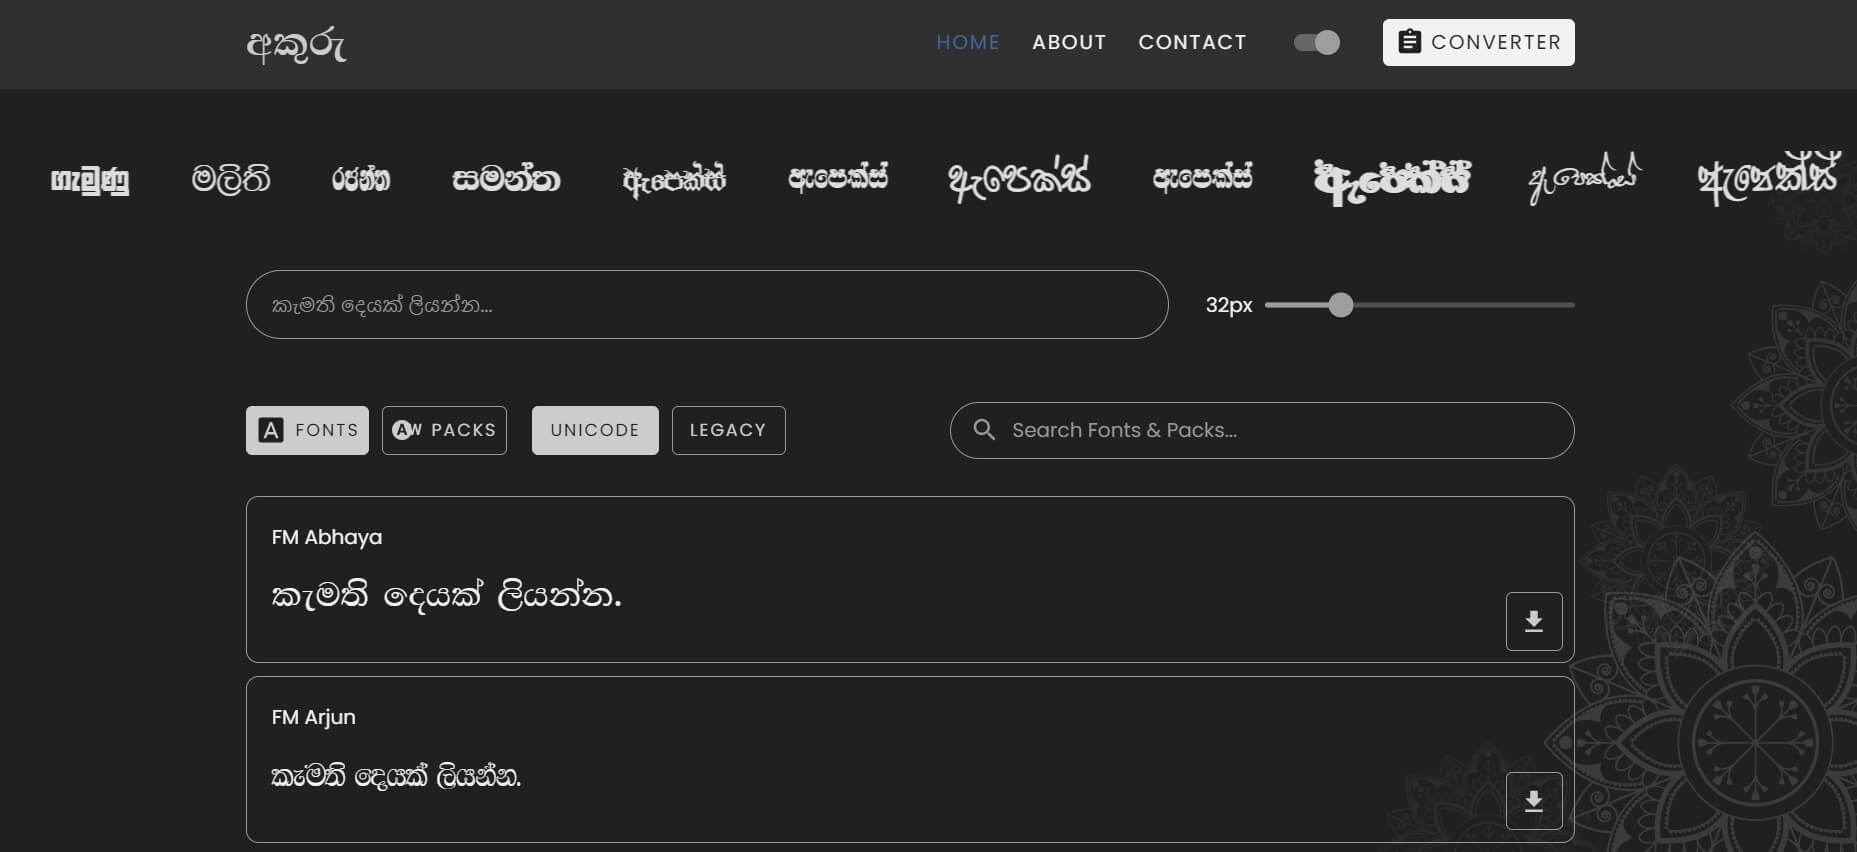 අකුරු
HOME ABOUT CONTACT CONVERTER
ගැමුණු මලිති රජන්ත සමන්ත ඇපෙක්ස් ඇපෙක්ස් ඇපෙක්ස් ඇපෙක්ස් ඇපෙක්ස් ඇපෙක්ස් ඇපෙක්ස්
කැමති දෙයක් ලියන්න... 32px
A FONTS AW PACKS UNICODE LEGACY Search Fonts & Packs...
FM Abhaya
කැමති දෙයක් ලියන්න.
FM Arjun
කැමති දෙයක් ලියන්න.